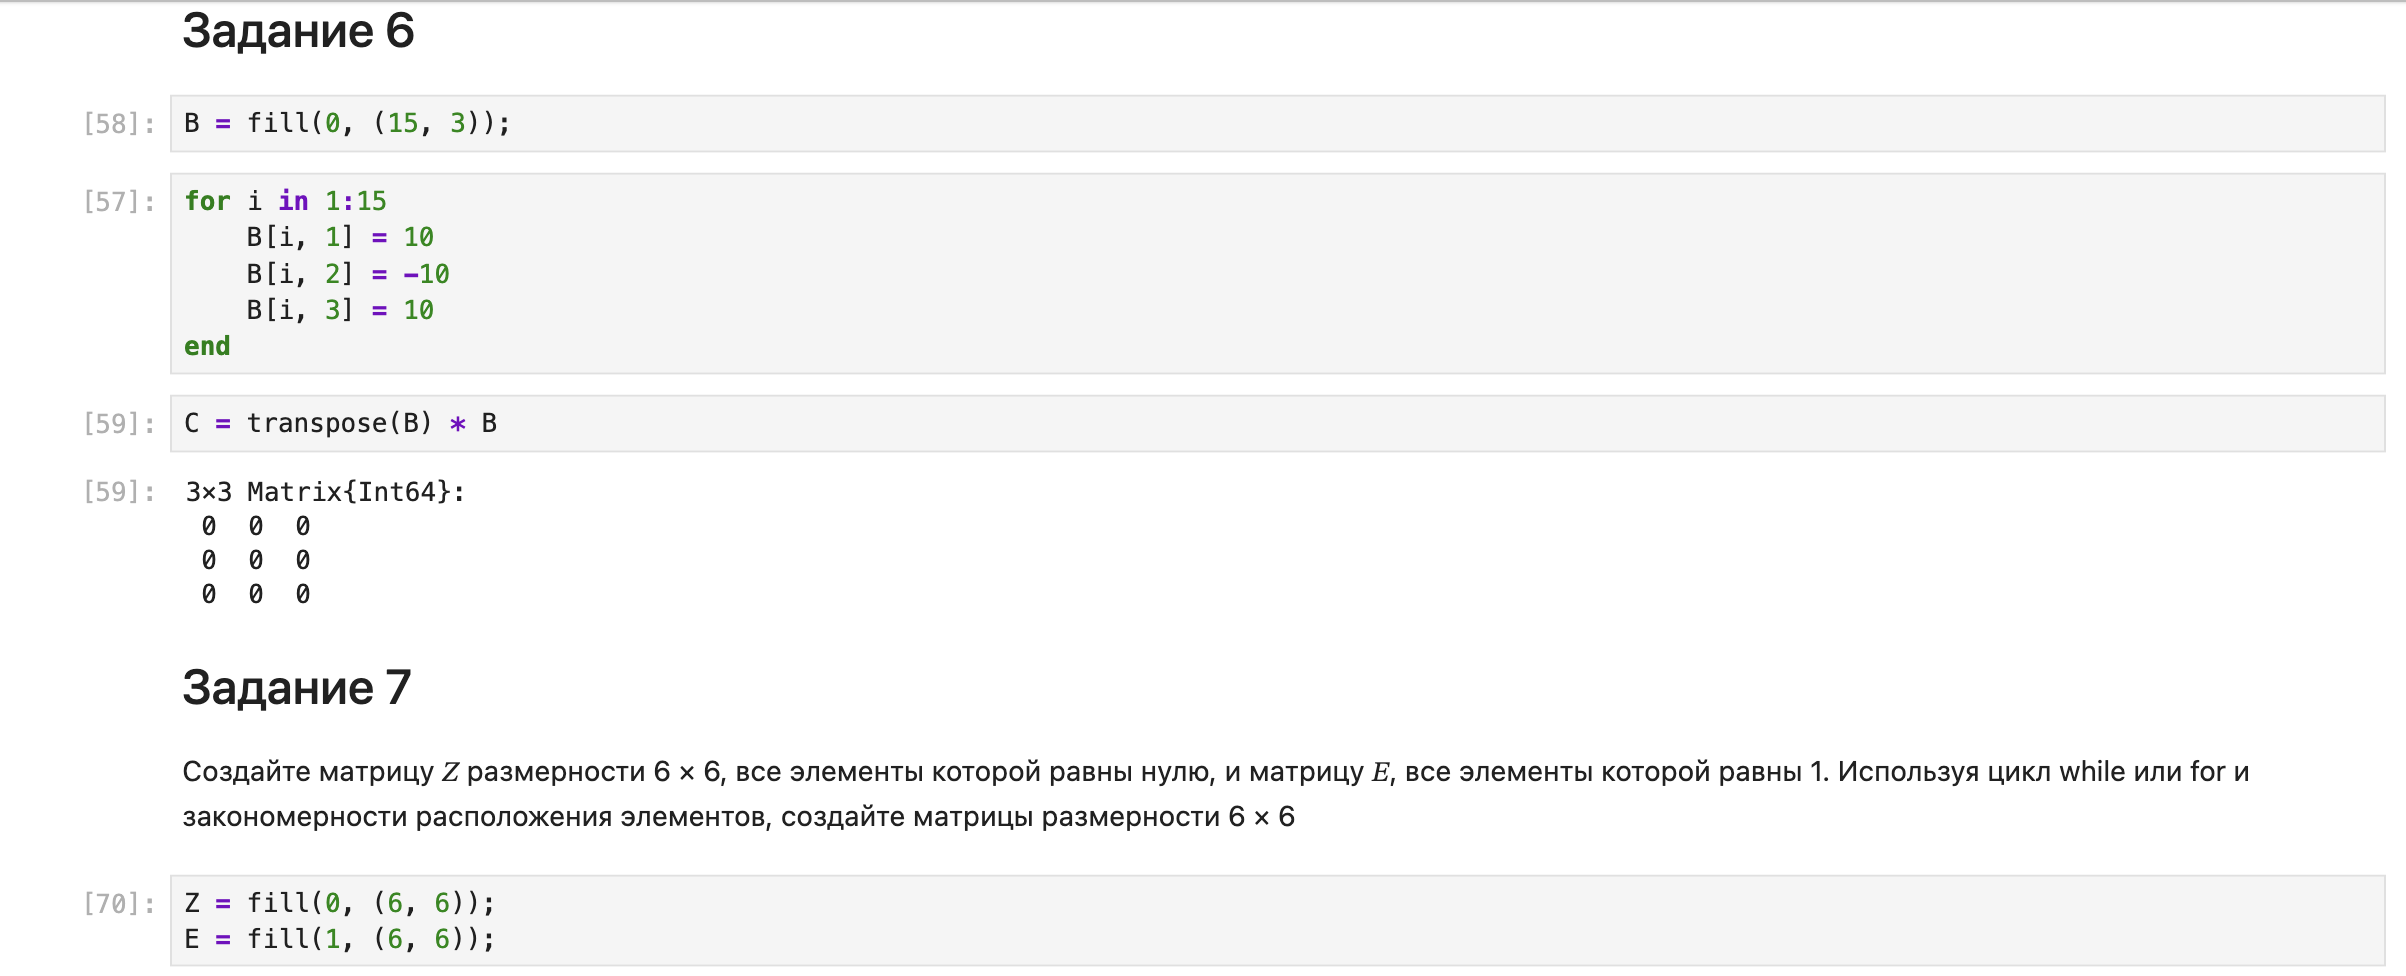 Задание 6
[58]: B = fill(0, (15, 3));
[57]: for i in 1:15
    B[i, 1] = 10
    B[i, 2] = -10
    B[i, 3] = 10
end
[59]: C = transpose(B) * B
[59]: 3×3 Matrix{Int64}:
 0  0  0
 0  0  0
 0  0  0
Задание 7
Создайте матрицу Z размерности 6 × 6, все элементы которой равны нулю, и матрицу E, все элементы которой равны 1. Используя цикл while или for и
закономерности расположения элементов, создайте матрицы размерности 6 × 6
[70]: Z = fill(0, (6, 6));
E = fill(1, (6, 6));